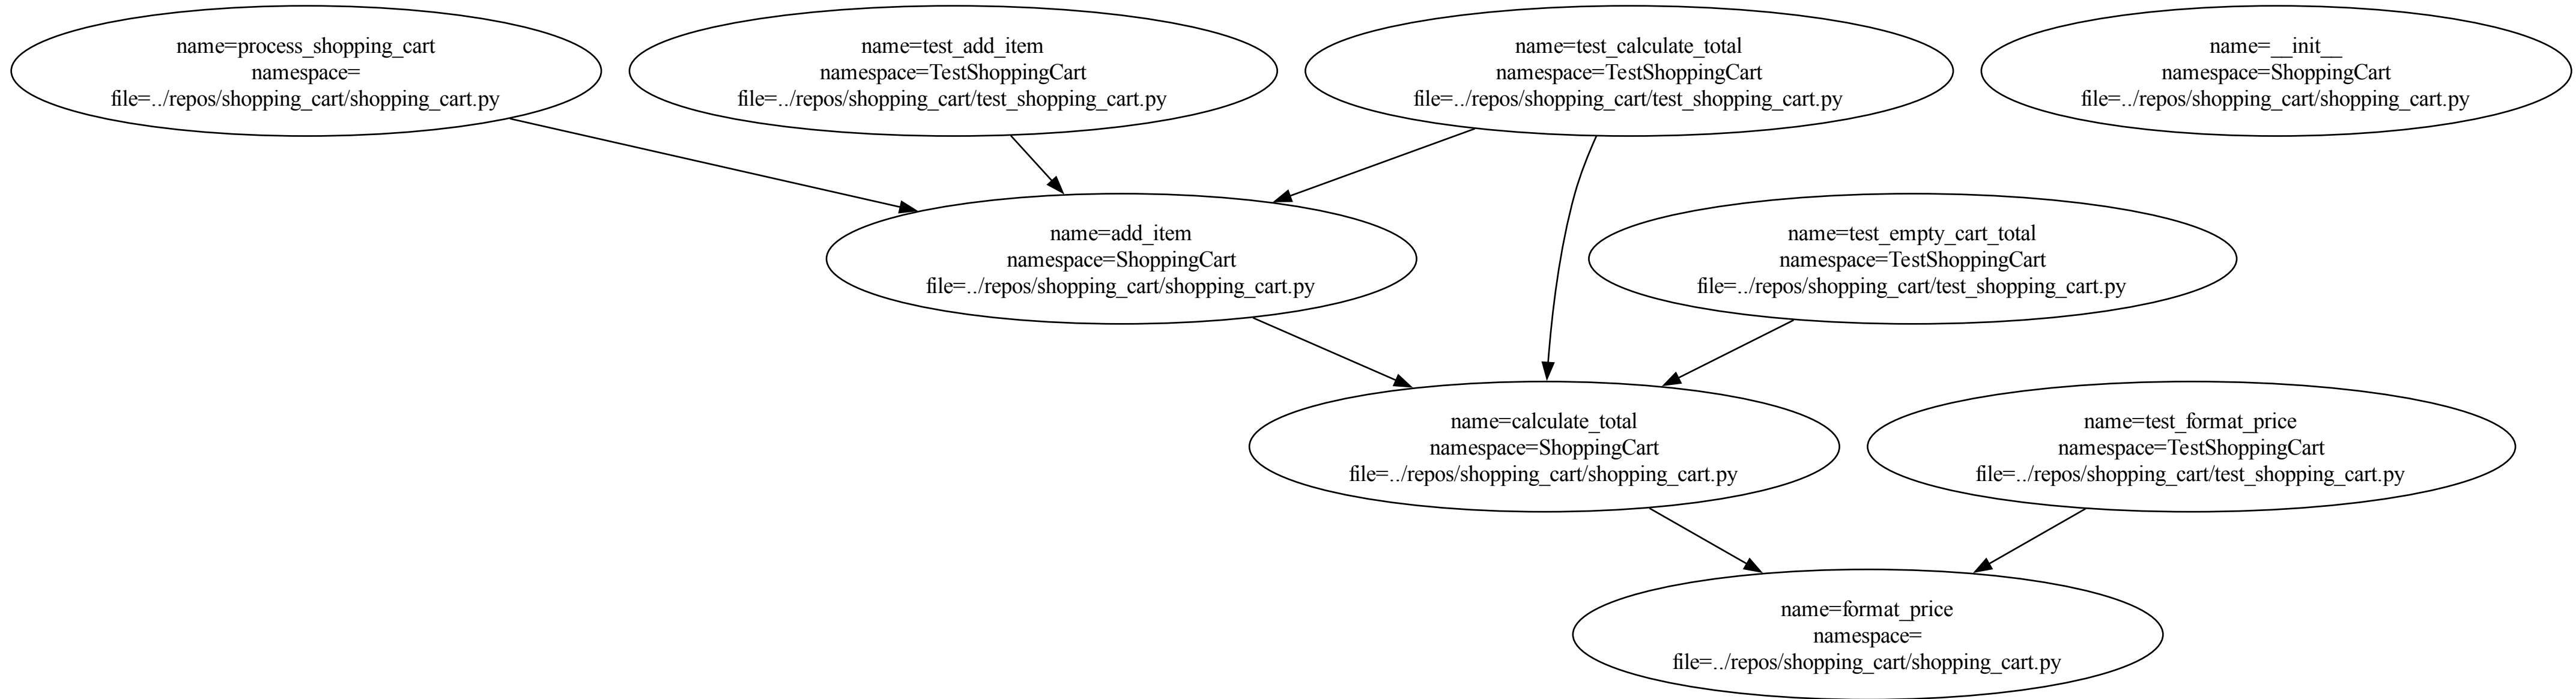 name=process_shopping_cart
namespace=
file=../repos/shopping_cart/shopping_cart.py
name=test_add_item
namespace=TestShoppingCart
file=../repos/shopping_cart/test_shopping_cart.py
name=test_calculate_total
namespace=TestShoppingCart
file=../repos/shopping_cart/test_shopping_cart.py
name=__init__
namespace=ShoppingCart
file=../repos/shopping_cart/shopping_cart.py
name=add_item
namespace=ShoppingCart
file=../repos/shopping_cart/shopping_cart.py
name=test_empty_cart_total
namespace=TestShoppingCart
file=../repos/shopping_cart/test_shopping_cart.py
name=calculate_total
namespace=ShoppingCart
file=../repos/shopping_cart/shopping_cart.py
name=test_format_price
namespace=TestShoppingCart
file=../repos/shopping_cart/test_shopping_cart.py
name=format_price
namespace=
file=../repos/shopping_cart/shopping_cart.py